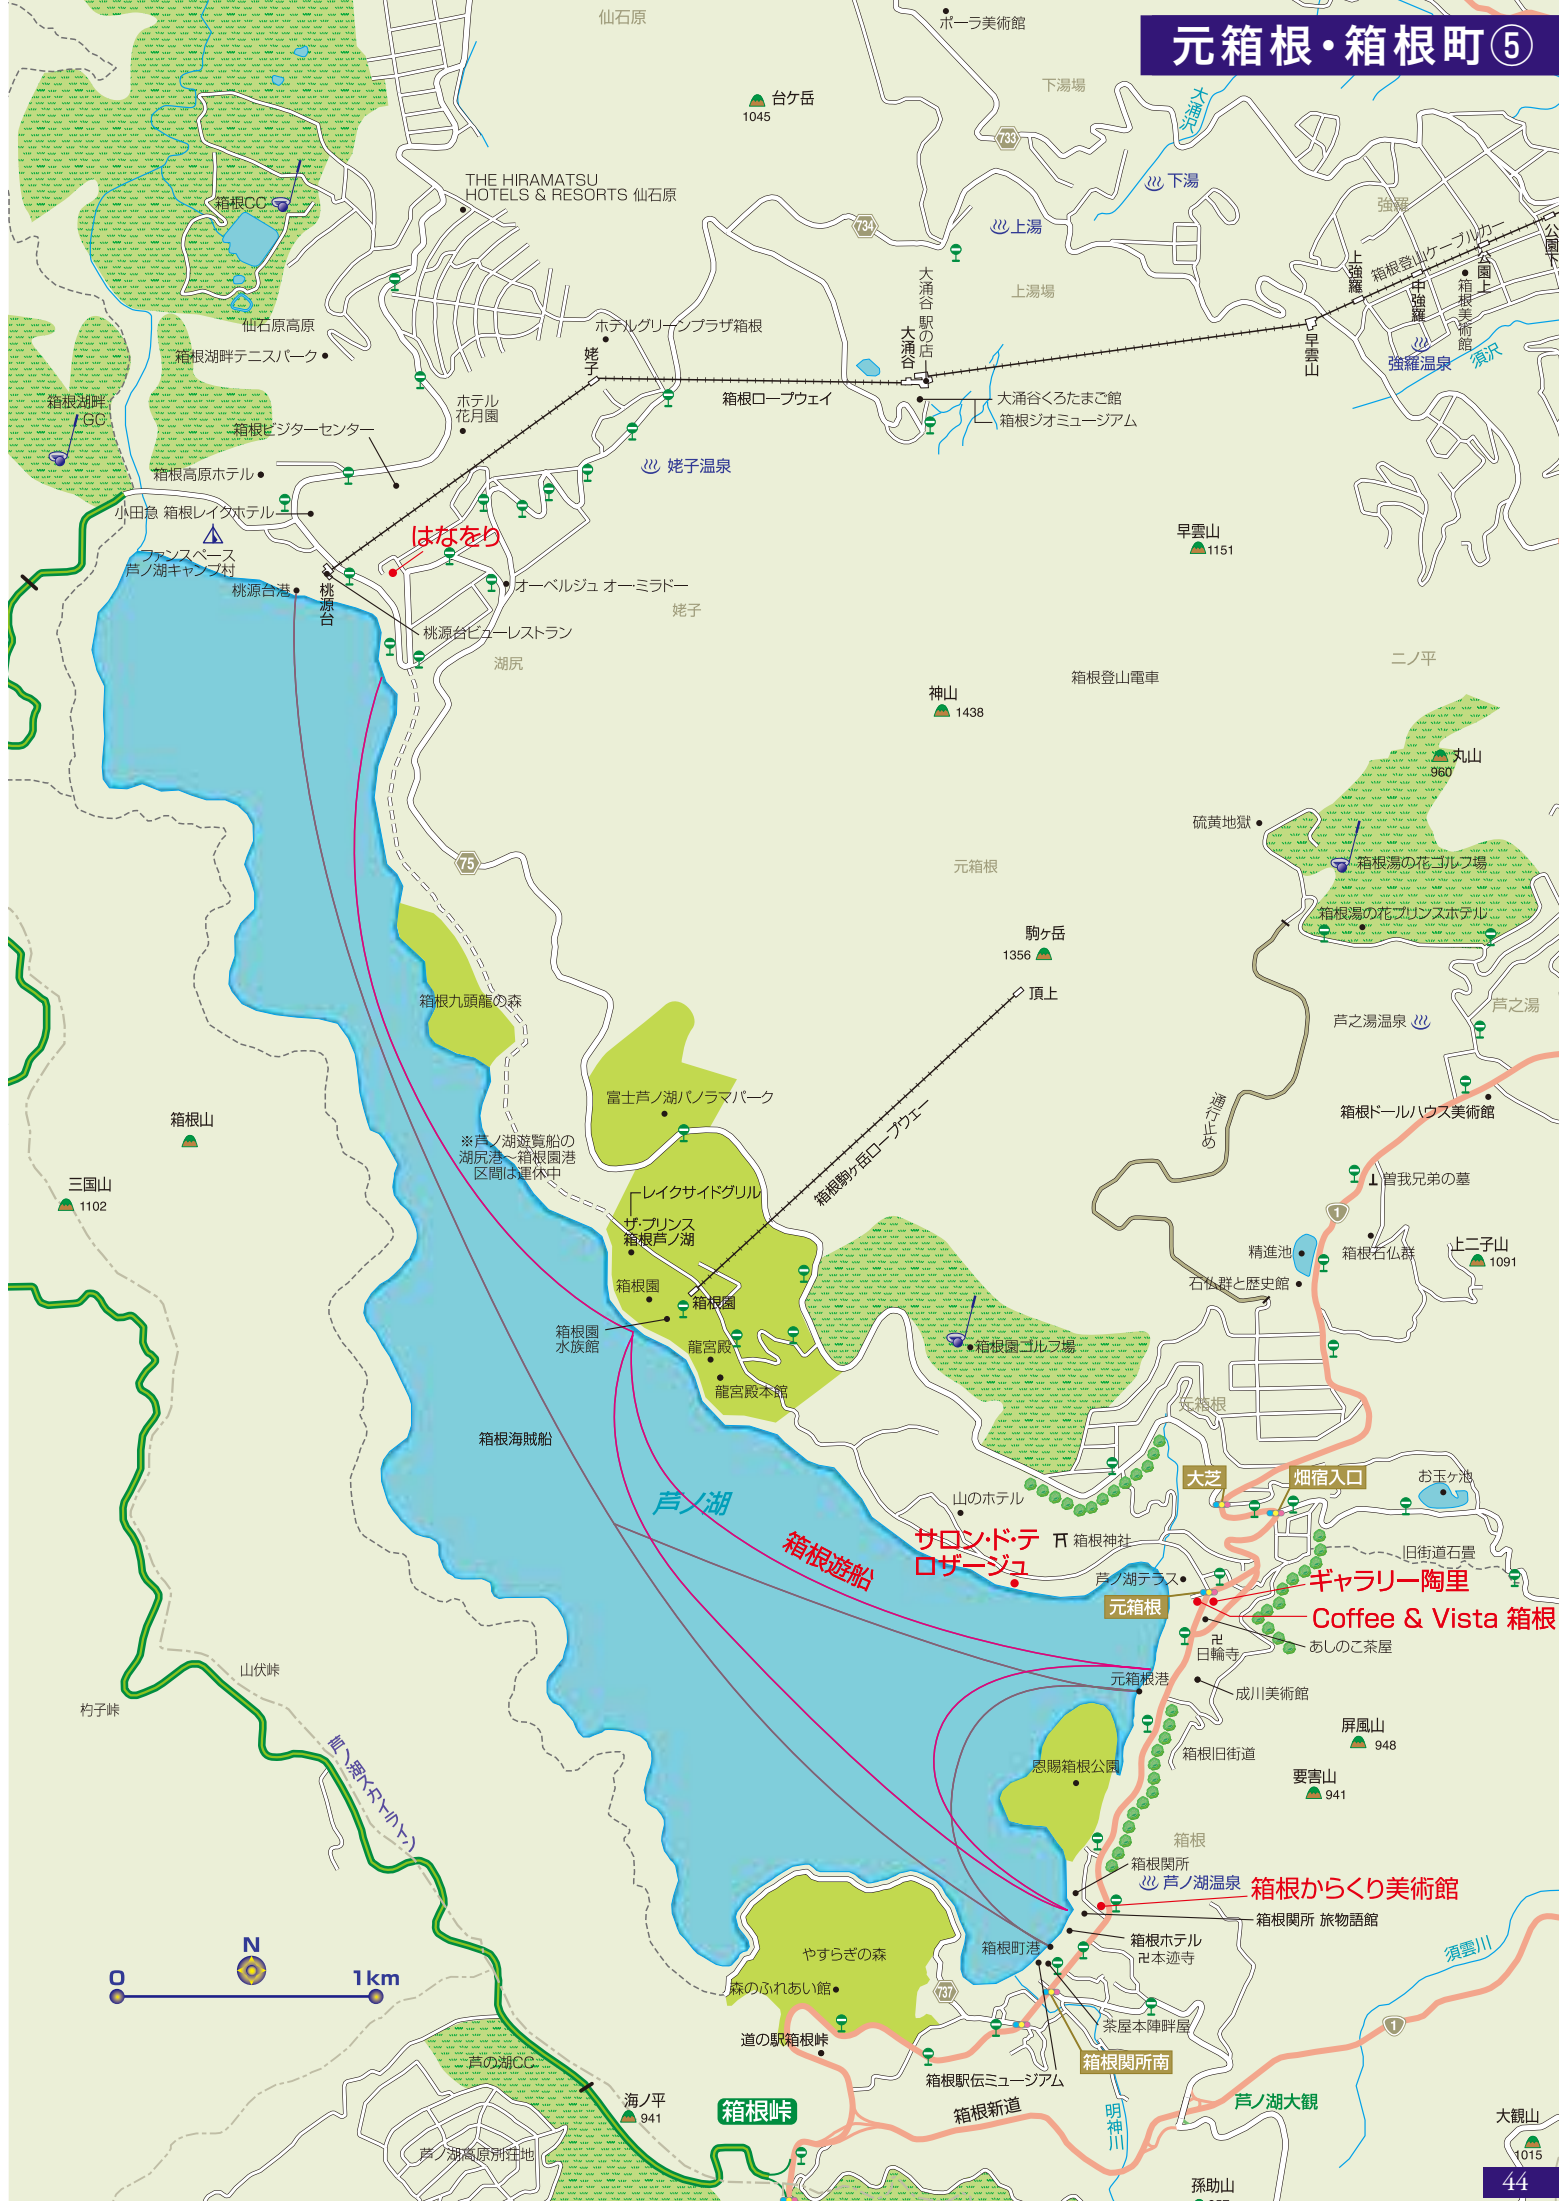 元箱根・箱根町⑤
仙石原
ポーラ美術館
下湯場
台ケ岳
1045
733
大涌沢
下湯
THE HIRAMATSU
HOTELS & RESORTS 仙石原
箱根CC
734
上湯
強羅
箱根登山ケーブルカー
公園下
公園上
上強羅
中強羅
箱根美術館
上湯場
大涌谷 駅の店
大涌谷
仙石原高原
箱根湖畔テニスパーク
ホテルグリーンプラザ箱根
姥子
早雲山
強羅温泉
須沢
箱根湖畔
GC
ホテル
花月園
箱根ロープウェイ
大涌谷くろたまご館
箱根ジオミュージアム
箱根ビジターセンター
箱根高原ホテル
姥子温泉
小田急 箱根レイクホテル
はなをり
早雲山
1151
ファンスペース
芦ノ湖キャンプ村
桃源台港
桃源台
オーベルジュ オー・ミラドー
姥子
桃源台ビューレストラン
湖尻
二ノ平
箱根登山電車
神山
1438
丸山
960
硫黄地獄
75
元箱根
箱根湯の花ゴルフ場
箱根湯の花プリンスホテル
駒ヶ岳
1356
頂上
箱根九頭龍の森
芦之湯
芦之湯温泉
富士芦ノ湖パノラマパーク
箱根山
通行止め
箱根ドールハウス美術館
箱根駒ヶ岳ロープウェー
※芦ノ湖遊覧船の
湖尻港〜箱根園港
区間は運休中
三国山
1102
レイクサイドグリル
曽我兄弟の墓
1
ザ・プリンス
箱根芦ノ湖
精進池
箱根石仏群
上二子山
1091
石仏群と歴史館
箱根園
箱根園
箱根園
水族館
龍宮殿
箱根園ゴルフ場
龍宮殿本館
元箱根
箱根海賊船
大芝
畑宿入口
お玉ヶ池
芦ノ湖
山のホテル
箱根遊船
サロン・ド・テ
ロザージュ
箱根神社
旧街道石畳
芦ノ湖テラス
ギャラリー陶里
元箱根
Coffee & Vista 箱根
日輪寺
あしのこ茶屋
山伏峠
元箱根港
成川美術館
杓子峠
屏風山
948
芦ノ湖スカイライン
箱根旧街道
恩賜箱根公園
要害山
941
箱根
箱根関所
芦ノ湖温泉
箱根からくり美術館
箱根関所 旅物語館
N
0
1km
やすらぎの森
箱根町港
箱根ホテル
卍本迹寺
須雲川
森のふれあい館
737
1
茶屋本陣畔屋
道の駅箱根峠
芦の湖CC
箱根関所南
箱根駅伝ミュージアム
海ノ平
941
箱根峠
箱根新道
明神川
芦ノ湖大観
大観山
1015
芦ノ湖高原別荘地
孫助山
44